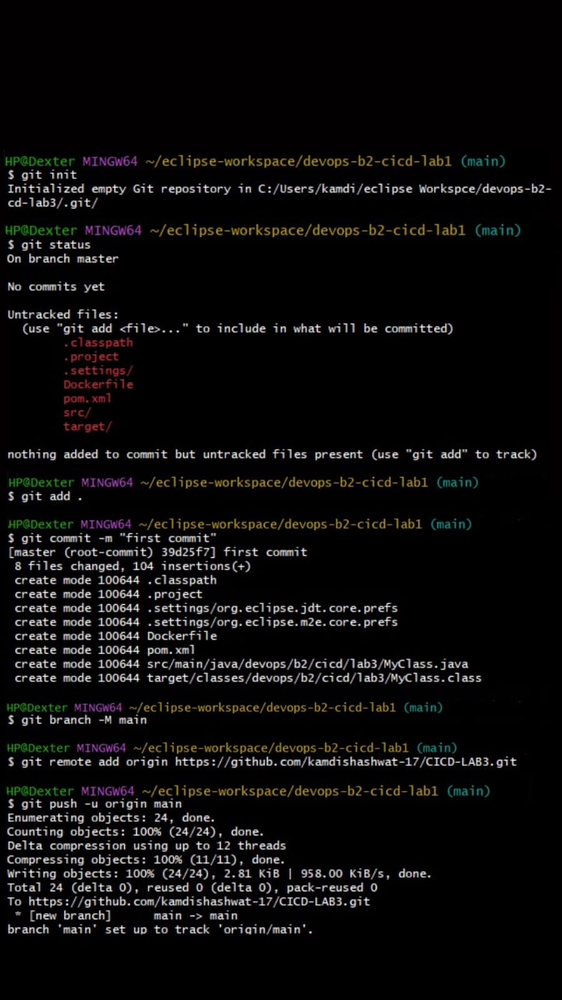 HP@Dexter MINGW64 ~/eclipse-workspace/devops-b2-cicd-lab1 (main)
$ git init
Initialized empty Git repository in C:/Users/kamdi/eclipse Workspce/devops-b2-
cd-lab3/.git/
HP@Dexter MINGW64 ~/eclipse-workspace/devops-b2-cicd-lab1 (main)
$ git status
On branch master
No commits yet
Untracked files:
(use "git add <file>..." to include in what will be committed)
.classpath
.project
.settings/
Dockerfile
pom.xml
src/
target/
nothing added to commit but untracked files present (use "git add" to track)
HP@Dexter MINGW64 ~/eclipse-workspace/devops-b2-cicd-lab1 (main)
$ git add .
HP@Dexter MINGW64 ~/eclipse-workspace/devops-b2-cicd-lab1 (main)
$ git commit -m "first commit"
[master (root-commit) 39d25f7] first commit
8 files changed, 104 insertions(+)
create mode 100644 .classpath
create mode 100644 .project
create mode 100644 .settings/org.eclipse.jdt.core.prefs
create mode 100644 .settings/org.eclipse.m2e.core.prefs
create mode 100644 Dockerfile
create mode 100644 pom.xml
create mode 100644 src/main/java/devops/b2/cicd/lab3/MyClass.java
create mode 100644 target/classes/devops/b2/cicd/lab3/MyClass.class
HP@Dexter MINGW64 ~/eclipse-workspace/devops-b2-cicd-lab1 (main)
$ git branch -M main
HP@Dexter MINGW64 ~/eclipse-workspace/devops-b2-cicd-lab1 (main)
$ git remote add origin https://github.com/kamdishashwat-17/CICD-LAB3.git
HP@Dexter MINGW64 ~/eclipse-workspace/devops-b2-cicd-lab1 (main)
$ git push -u origin main
Enumerating objects: 24, done.
Counting objects: 100% (24/24), done.
Delta compression using up to 12 threads
Compressing objects: 100% (11/11), done.
Writing objects: 100% (24/24), 2.81 KiB | 958.00 KiB/s, done.
Total 24 (delta 0), reused 0 (delta 0), pack-reused 0
To https://github.com/kamdishashwat-17/CICD-LAB3.git
* [new branch]      main -> main
branch 'main' set up to track 'origin/main'.